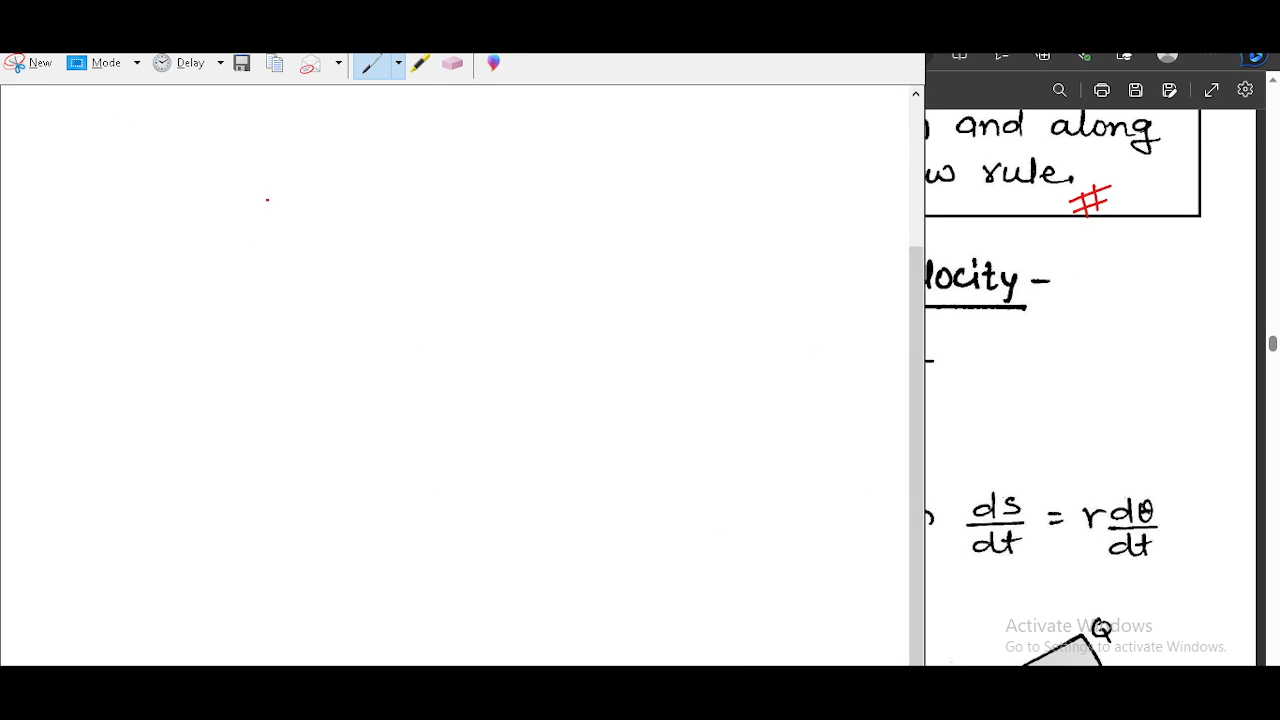 New Mode Delay
and along
rule.
locity -
ds/dt = r dθ/dt
Q
Activate Windows
Go to Settings to activate Windows.